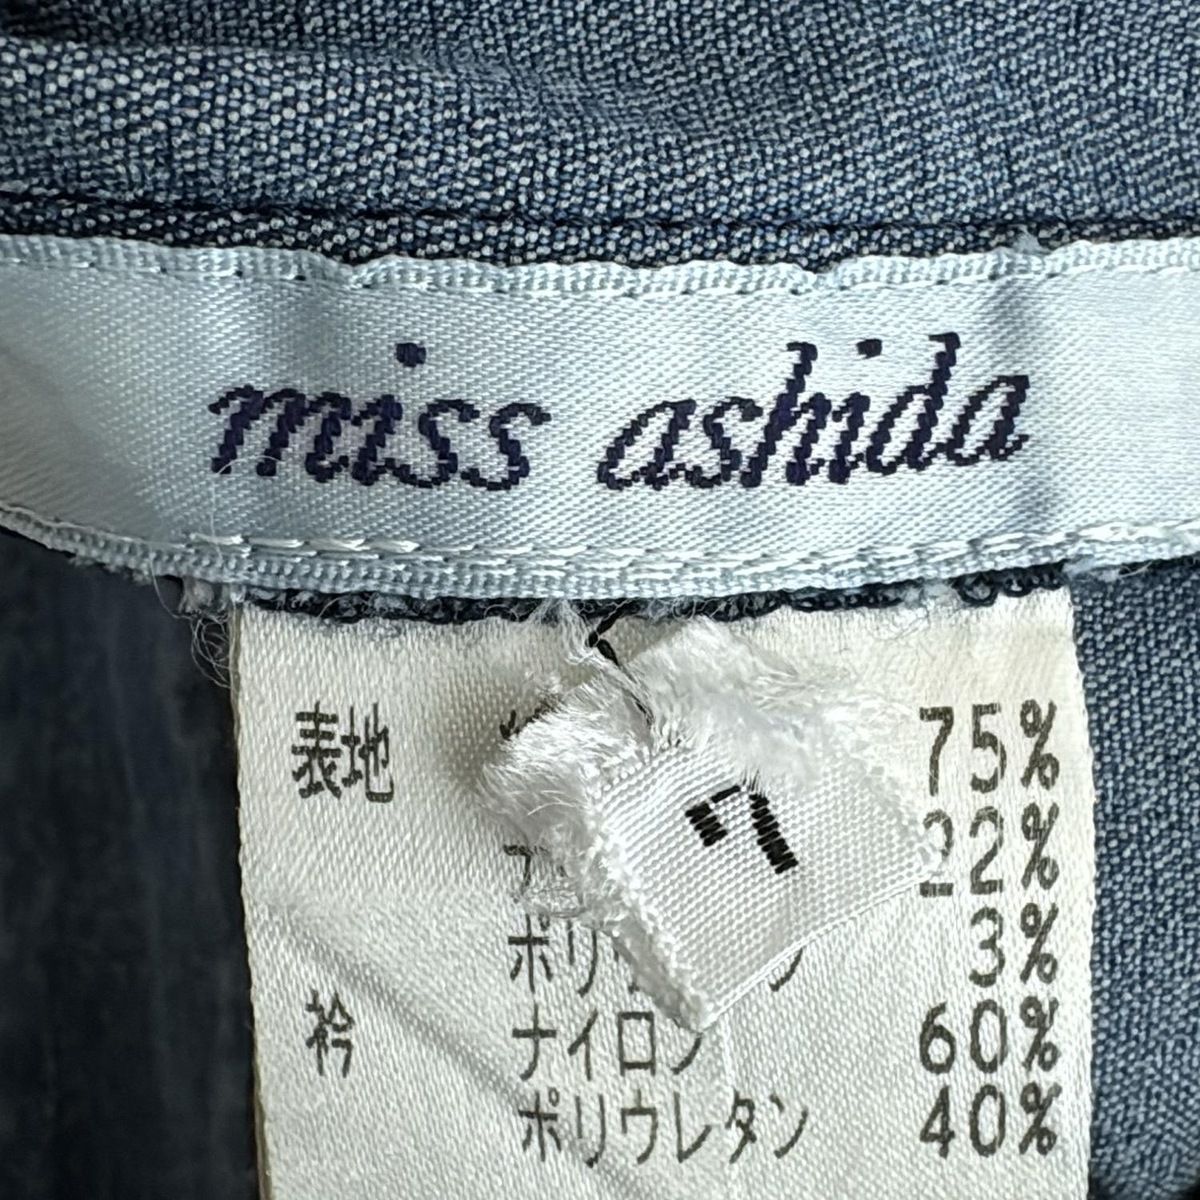 miss ashida
7
表地 75%
22%
ポリ 3%
衿 ナイロン 60%
ポリウレタン 40%